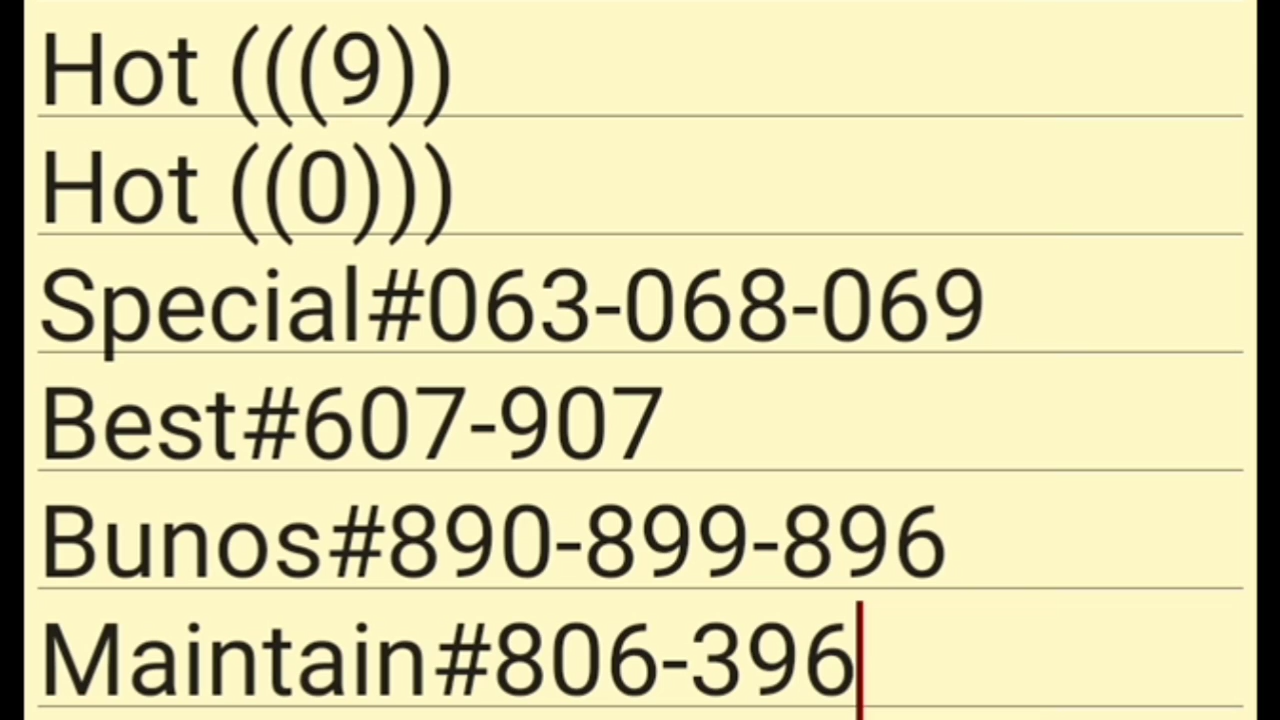 Hot (((9))
Hot ((0)))
Special#063-068-069
Best#607-907
Bunos#890-899-896
Maintain#806-396